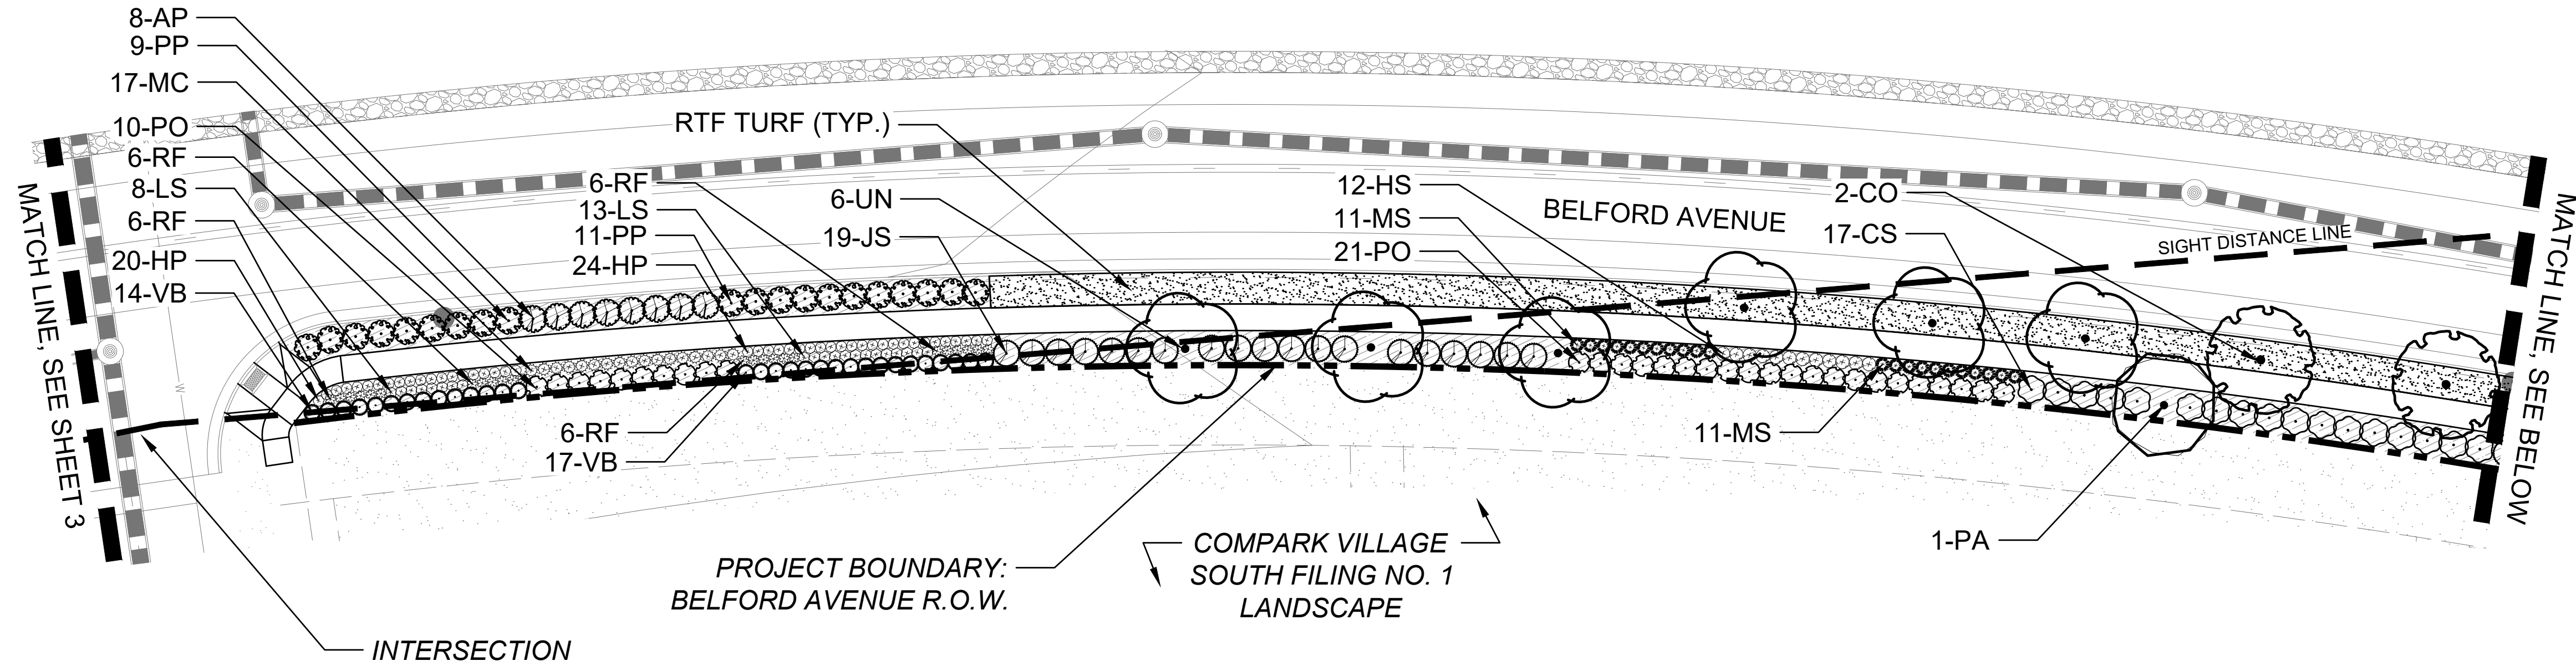 8-AP
9-PP
17-MC
10-PO
6-RF
8-LS
6-RF
20-HP
14-VB
MATCH LINE, SEE SHEET 3
W
RTF TURF (TYP.)
6-RF
13-LS
11-PP
24-HP
6-UN
19-JS
12-HS
11-MS
21-PO
BELFORD AVENUE
2-CO
17-CS
SIGHT DISTANCE LINE
MATCH LINE, SEE BELOW
6-RF
17-VB
11-MS
1-PA
PROJECT BOUNDARY:
BELFORD AVENUE R.O.W.
COMPARK VILLAGE
SOUTH FILING NO. 1
LANDSCAPE
INTERSECTION